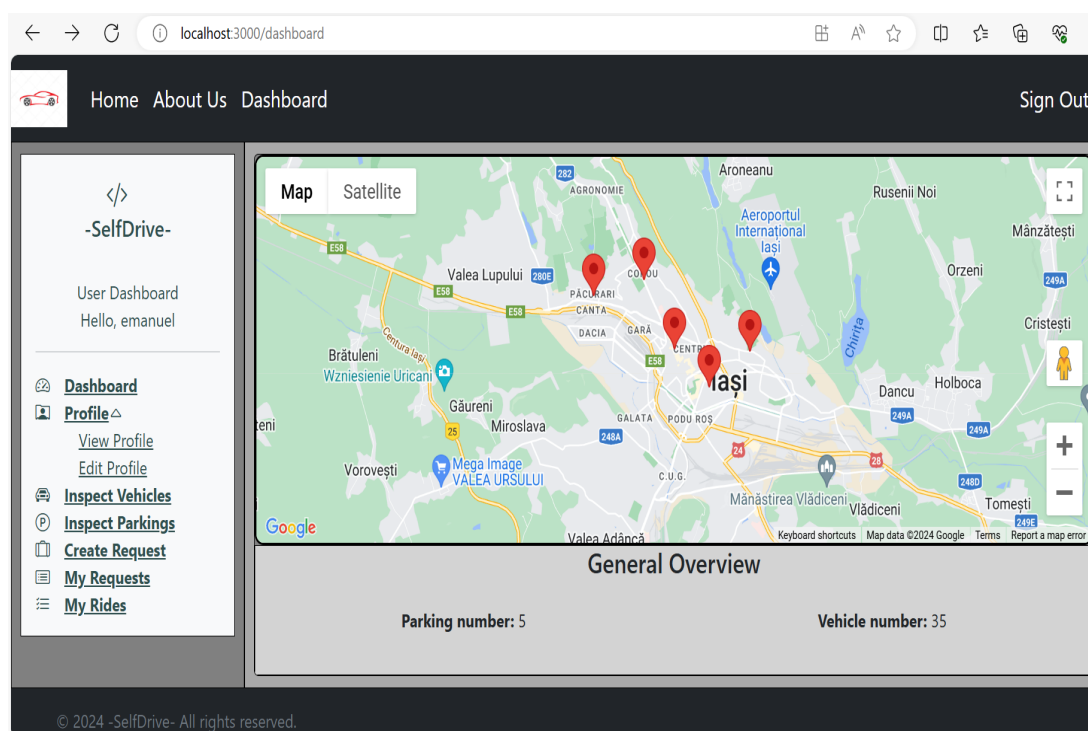 localhost:3000/dashboard
Home About Us Dashboard
Sign Out
</>
-SelfDrive-
User Dashboard
Hello, emanuel
Dashboard
Profile
View Profile
Edit Profile
Inspect Vehicles
Inspect Parkings
Create Request
My Requests
My Rides
Map Satellite
282
AGRONOMIE
Aroneanu
Rusenii Noi
Aeroportul
Internațional
Iași
Mânzătești
E58
Valea Lupului
280E
COPOU
Orzeni
249A
E58
PĂCURARI
E58
CANTA
Centura Iași
DACIA
GARĂ
CENTRU
Chirița
Cristești
Brătuleni
E58
Wzniesienie Uricani
Iași
Dancu
Holboca
Găureni
249A
Miroslava
GALATA
PODU ROȘ
249A
25
248A
24
28
Vorovești
Mega Image
VALEA URSULUI
C.U.G.
248D
Mânăstirea Vlădiceni
Vlădiceni
Tomești
249E
Google
Valea Adâncă
Keyboard shortcuts
Map data ©2024 Google
Terms
Report a map error
General Overview
Parking number: 5
Vehicle number: 35
© 2024 -SelfDrive- All rights reserved.